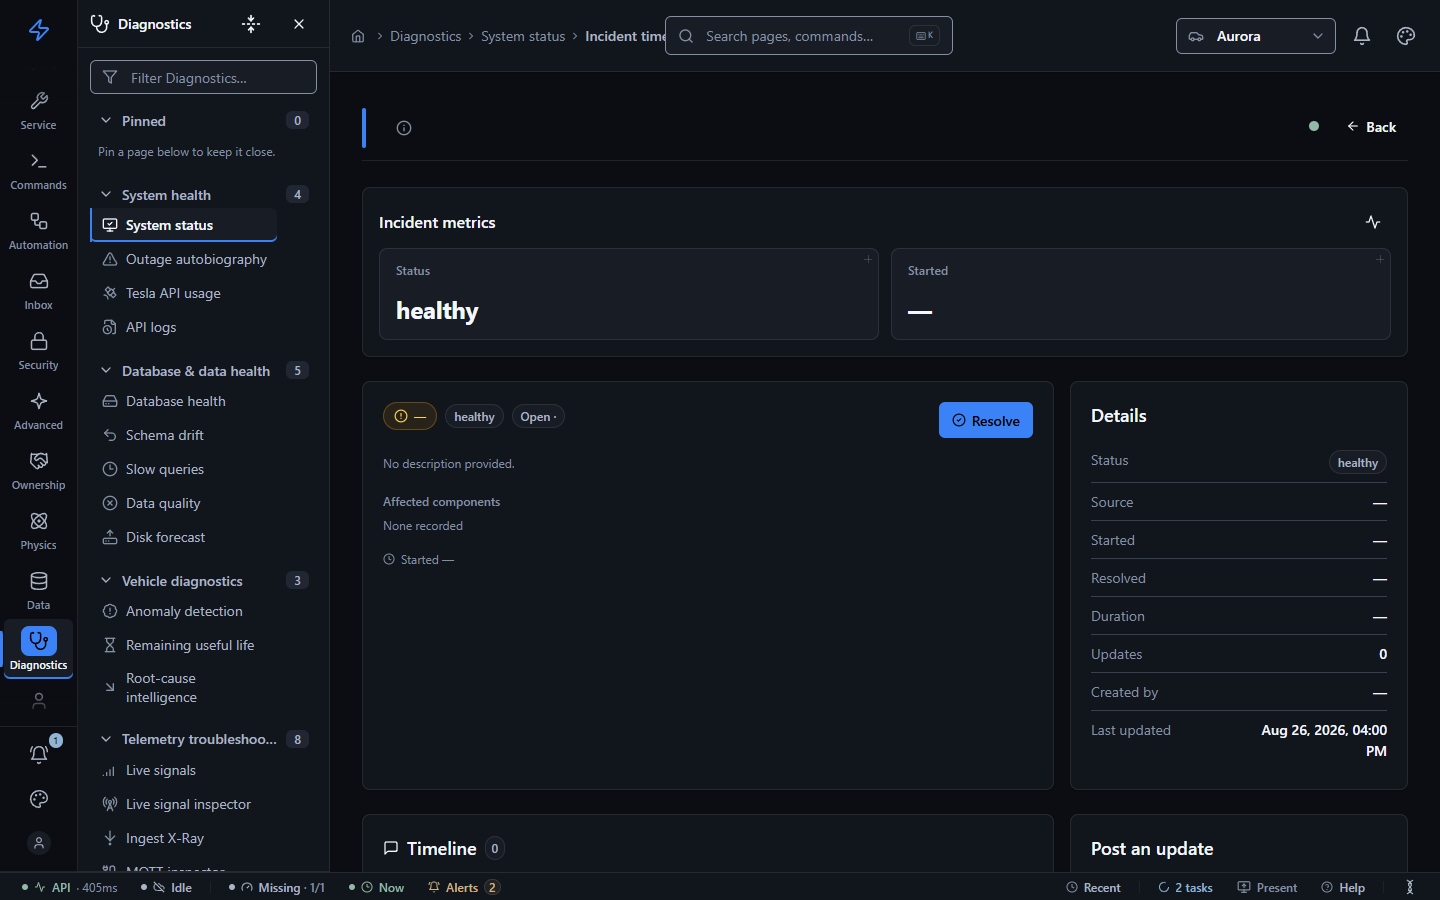 Diagnostics
Filter Diagnostics...
Pinned
0
Pin a page below to keep it close.
System health
4
System status
Outage autobiography
Tesla API usage
API logs
Database & data health
5
Database health
Schema drift
Slow queries
Data quality
Disk forecast
Vehicle diagnostics
3
Anomaly detection
Remaining useful life
Root-cause
intelligence
Telemetry troubleshoo...
8
Live signals
Live signal inspector
Ingest X-Ray
Service
Commands
Automation
Inbox
Security
Advanced
Ownership
Physics
Data
Diagnostics
1
Diagnostics
System status
Incident time
Search pages, commands...
K
Aurora
Back
Incident metrics
Status
healthy
Started
—
—
healthy
Open ·
Resolve
No description provided.
Affected components
None recorded
Started —
Details
Status
healthy
Source
—
Started
—
Resolved
—
Duration
—
Updates
0
Created by
—
Last updated
Aug 26, 2026, 04:00
PM
Timeline
0
Post an update
API · 405ms
Idle
Missing · 1/1
Now
Alerts
2
Recent
2 tasks
Present
Help